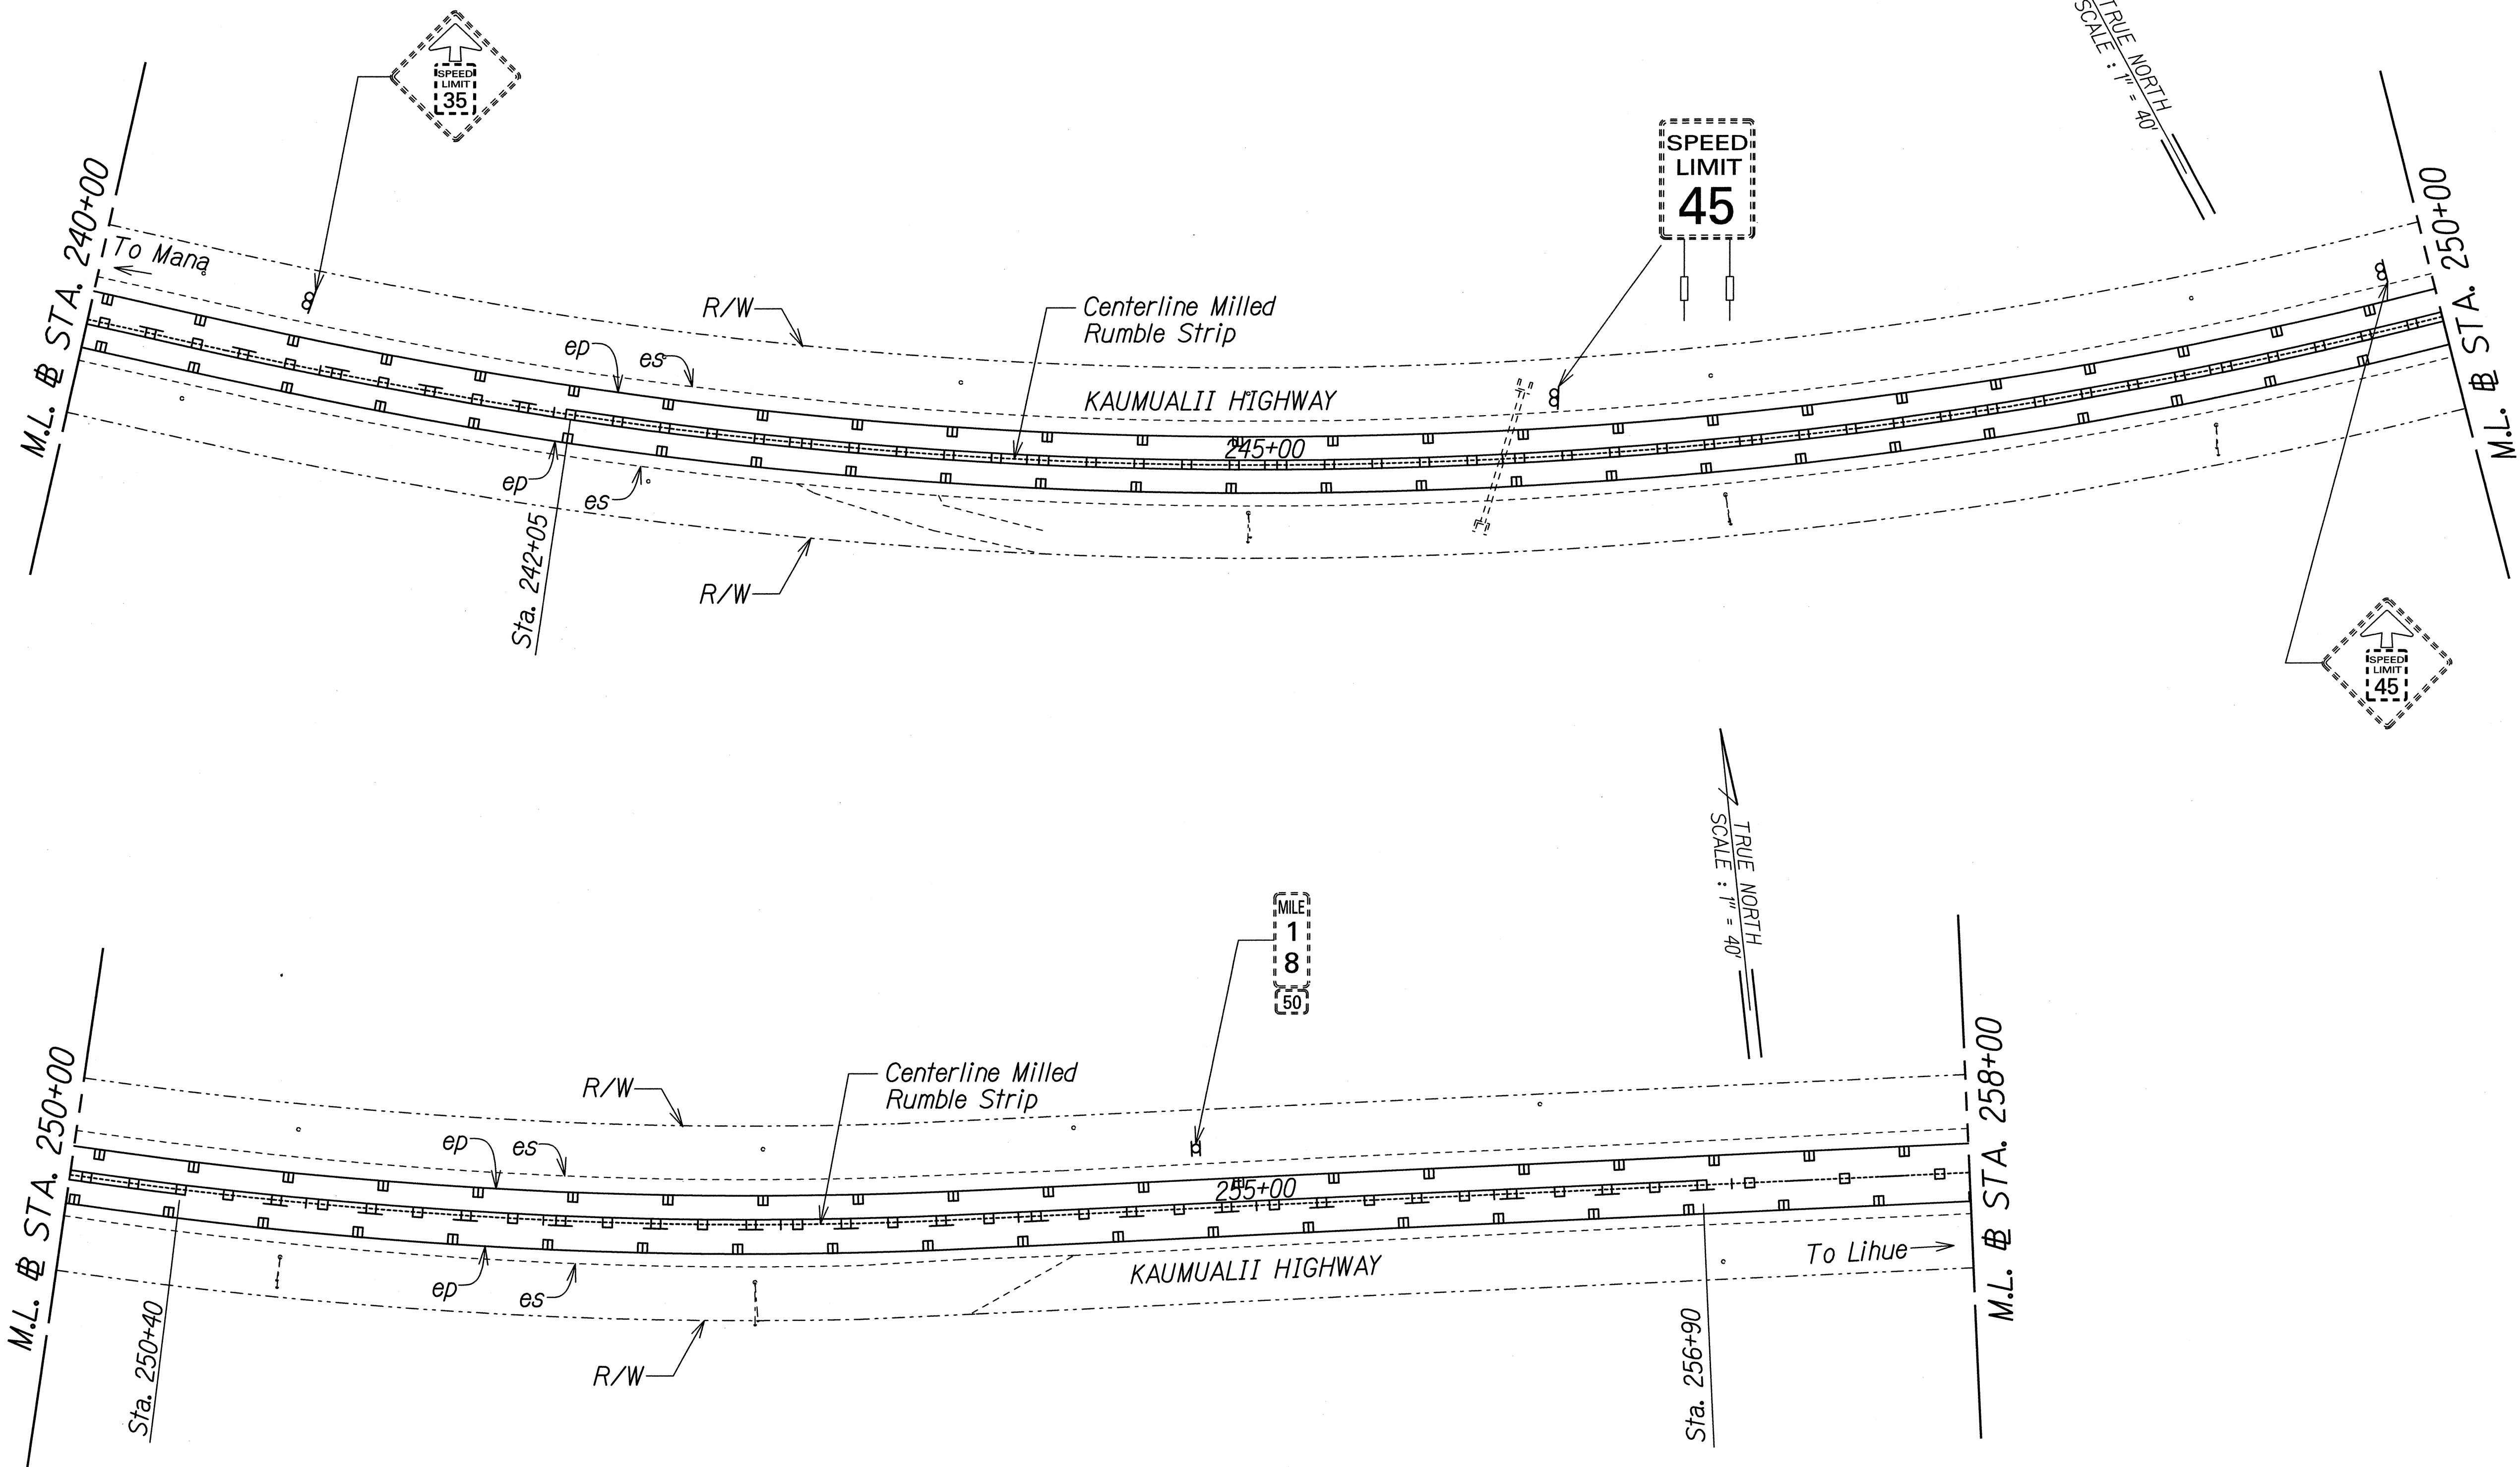 SPEED
LIMIT
35
TRUE NORTH
SCALE : 1" = 40'
SPEED
LIMIT
45
M.L. B STA. 240+00
To Mana
R/W
Centerline Milled
Rumble Strip
ep
es
KAUMUALII HIGHWAY
245+00
M.L. B STA. 250+00
ep
es
Sta. 242+05
R/W
SPEED
LIMIT
45
TRUE NORTH
SCALE : 1" = 40'
MILE
1
8
50
M.L. B STA. 250+00
R/W
Centerline Milled
Rumble Strip
ep
es
255+00
M.L. B STA. 258+00
ep
es
KAUMUALII HIGHWAY
To Lihue
Sta. 250+40
R/W
Sta. 256+90